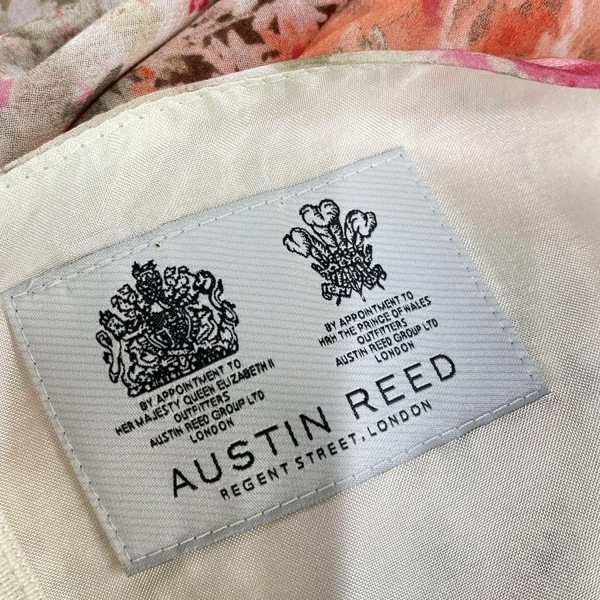 BY APPOINTMENT TO
HER MAJESTY QUEEN ELIZABETH II
OUTFITTERS
AUSTIN REED GROUP LTD
LONDON
BY APPOINTMENT TO
HRH THE PRINCE OF WALES
OUTFITTERS
AUSTIN REED GROUP LTD
LONDON
AUSTIN REED
REGENT STREET, LONDON